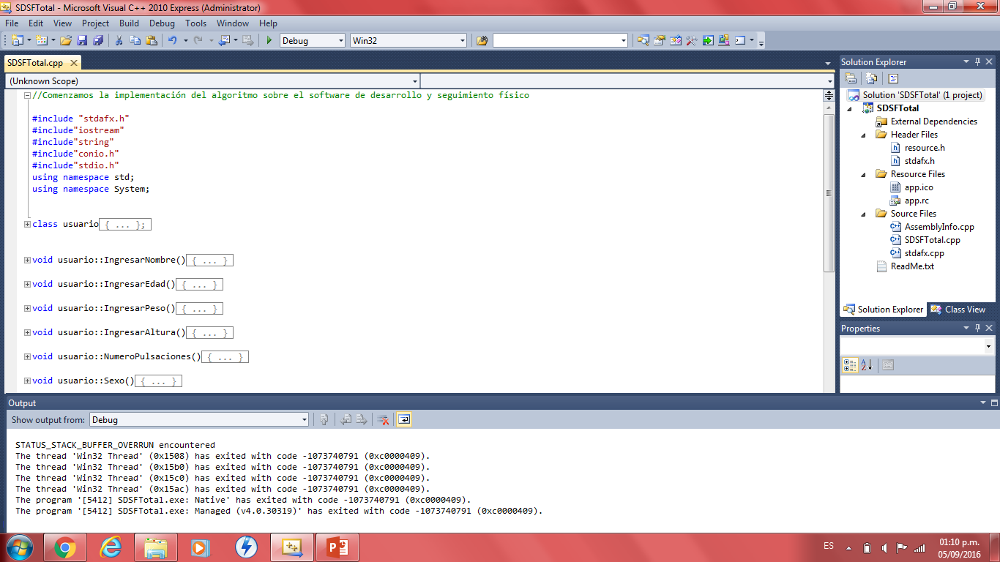 SDSFTotal - Microsoft Visual C++ 2010 Express (Administrator)
File Edit View Project Build Debug Tools Window Help
Debug Win32
SDSFTotal.cpp
(Unknown Scope)
//Comenzamos la implementación del algoritmo sobre el software de desarrollo y seguimiento físico
#include "stdafx.h"
#include"iostream"
#include"string"
#include"conio.h"
#include"stdio.h"
using namespace std;
using namespace System;
class usuario{ ... };
void usuario::IngresarNombre(){ ... }
void usuario::IngresarEdad(){ ... }
void usuario::IngresarPeso(){ ... }
void usuario::IngresarAltura(){ ... }
void usuario::NumeroPulsaciones(){ ... }
void usuario::Sexo(){ ... }
Solution Explorer
Solution 'SDSFTotal' (1 project)
SDSFTotal
External Dependencies
Header Files
resource.h
stdafx.h
Resource Files
app.ico
app.rc
Source Files
AssemblyInfo.cpp
SDSFTotal.cpp
stdafx.cpp
ReadMe.txt
Solution Explorer Class View
Properties
Output
Show output from: Debug
STATUS_STACK_BUFFER_OVERRUN encountered
The thread 'Win32 Thread' (0x1508) has exited with code -1073740791 (0xc0000409).
The thread 'Win32 Thread' (0x15b0) has exited with code -1073740791 (0xc0000409).
The thread 'Win32 Thread' (0x15c0) has exited with code -1073740791 (0xc0000409).
The thread 'Win32 Thread' (0x15ac) has exited with code -1073740791 (0xc0000409).
The program '[5412] SDSFTotal.exe: Native' has exited with code -1073740791 (0xc0000409).
The program '[5412] SDSFTotal.exe: Managed (v4.0.30319)' has exited with code -1073740791 (0xc0000409).
ES
01:10 p.m.
05/09/2016